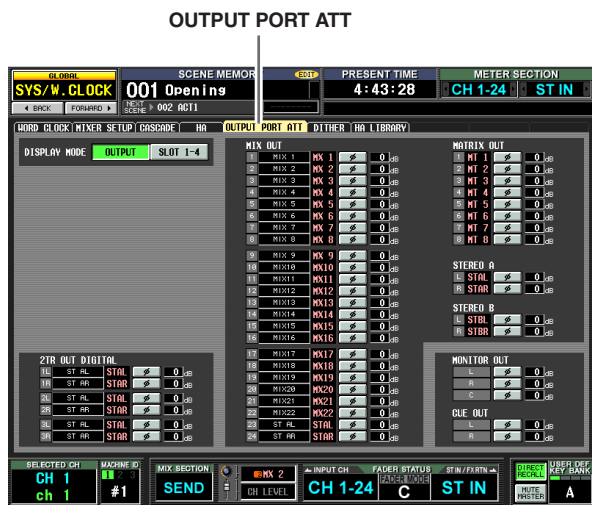 OUTPUT PORT ATT
GLOBAL SCENE MEMORY EDIT PRESENT TIME METER SECTION
SYS/W.CLOCK 001 Opening 4:43:28 CH 1-24 ST IN
BACK FORWARD NEXT SCENE 002 ACT1
WORD CLOCK MIXER SETUP CASCADE HA OUTPUT PORT ATT DITHER HA LIBRARY
DISPLAY MODE OUTPUT SLOT 1-4
MIX OUT
1 MIX 1 MX 1 ø 0 dB
2 MIX 2 MX 2 ø 0 dB
3 MIX 3 MX 3 ø 0 dB
4 MIX 4 MX 4 ø 0 dB
5 MIX 5 MX 5 ø 0 dB
6 MIX 6 MX 6 ø 0 dB
7 MIX 7 MX 7 ø 0 dB
8 MIX 8 MX 8 ø 0 dB
9 MIX 9 MX 9 ø 0 dB
10 MIX10 MX10 ø 0 dB
11 MIX11 MX11 ø 0 dB
12 MIX12 MX12 ø 0 dB
13 MIX13 MX13 ø 0 dB
14 MIX14 MX14 ø 0 dB
15 MIX15 MX15 ø 0 dB
16 MIX16 MX16 ø 0 dB
17 MIX17 MX17 ø 0 dB
18 MIX18 MX18 ø 0 dB
19 MIX19 MX19 ø 0 dB
20 MIX20 MX20 ø 0 dB
21 MIX21 MX21 ø 0 dB
22 MIX22 MX22 ø 0 dB
23 ST AL STAL ø 0 dB
24 ST AR STAR ø 0 dB
MATRIX OUT
1 MT 1 ø 0 dB
2 MT 2 ø 0 dB
3 MT 3 ø 0 dB
4 MT 4 ø 0 dB
5 MT 5 ø 0 dB
6 MT 6 ø 0 dB
7 MT 7 ø 0 dB
8 MT 8 ø 0 dB
STEREO A
L STAL ø 0 dB
R STAR ø 0 dB
STEREO B
L STBL ø 0 dB
R STBR ø 0 dB
2TR OUT DIGITAL
1L ST AL STAL ø 0 dB
1R ST AR STAR ø 0 dB
2L ST AL STAL ø 0 dB
2R ST AR STAR ø 0 dB
3L ST AL STAL ø 0 dB
3R ST AR STAR ø 0 dB
MONITOR OUT
L ø 0 dB
R ø 0 dB
C ø 0 dB
CUE OUT
L ø 0 dB
R ø 0 dB
SELECTED CH MACHINE ID MIX SECTION MX 2 INPUT CH FADER STATUS ST IN / FXRTN DIRECT RECALL USER DEF KEY BANK
CH 1 1 2 3 SEND CH 1-24 FADER MODE ST IN
ch 1 #1 CH LEVEL C MUTE MASTER A